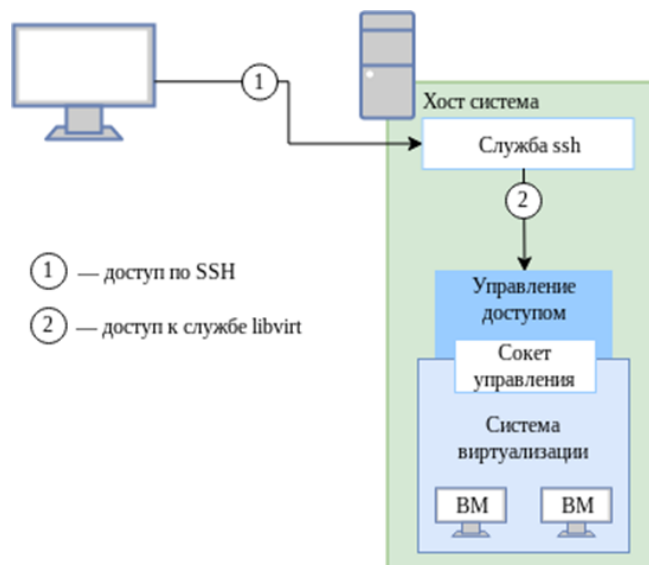 1
Хост система
Служба ssh
2
1 — доступ по SSH
2 — доступ к службе libvirt
Управление
доступом
Сокет
управления
Система
виртуализации
ВМ ВМ